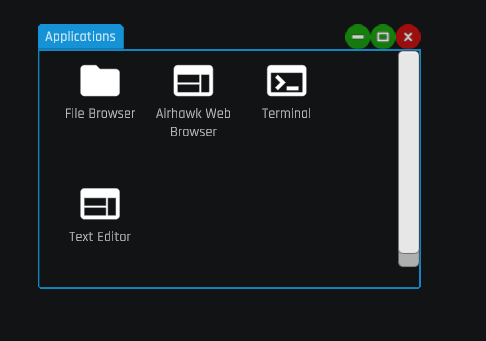 Applications
File Browser
Airhawk Web
Browser
Terminal
Text Editor